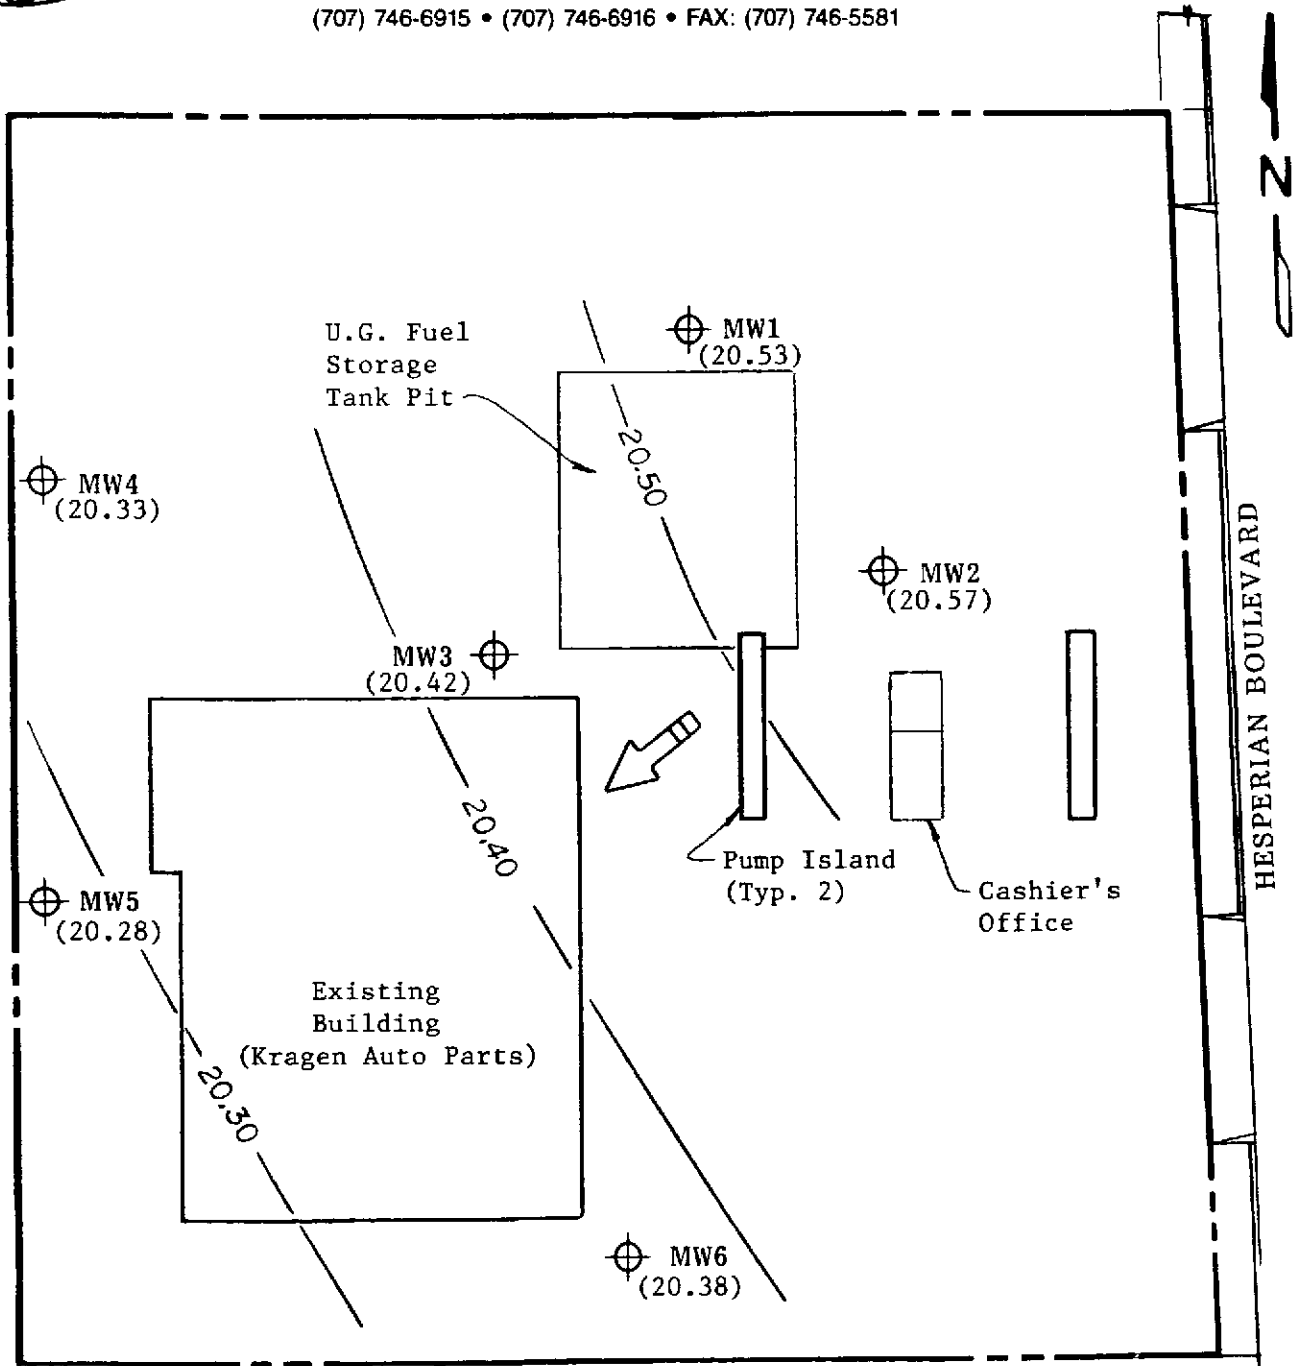 (707) 746-6915 • (707) 746-6916 • FAX: (707) 746-5581
N
U.G. Fuel
Storage
Tank Pit
MW1
(20.53)
20.50
MW4
(20.33)
MW2
(20.57)
MW3
(20.42)
HESPERIAN BOULEVARD
20.40
Pump Island
(Typ. 2)
Cashier's
Office
MW5
(20.28)
Existing
Building
(Kragen Auto Parts)
20.30
MW6
(20.38)